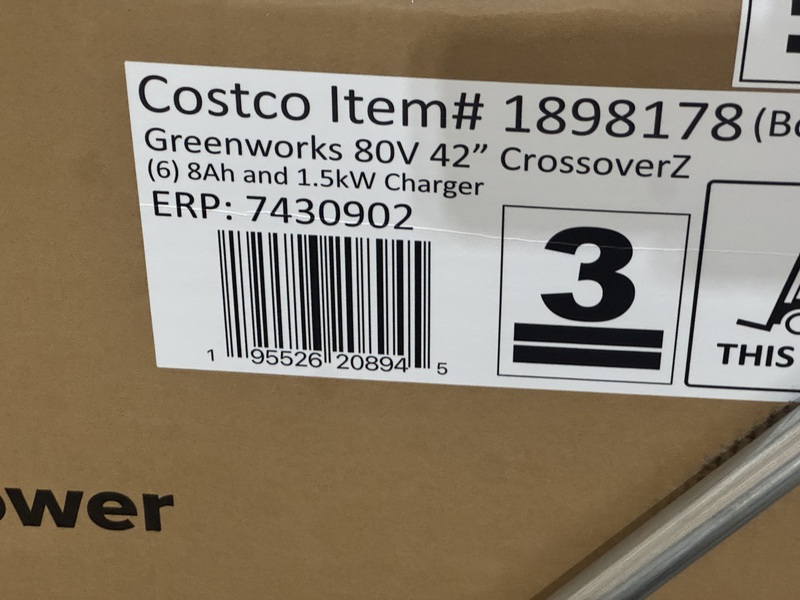 Costco Item# 1898178 (Bo
Greenworks 80V 42” CrossoverZ
(6) 8Ah and 1.5kW Charger
ERP: 7430902
3
1 95526 20894 5
THIS
ower